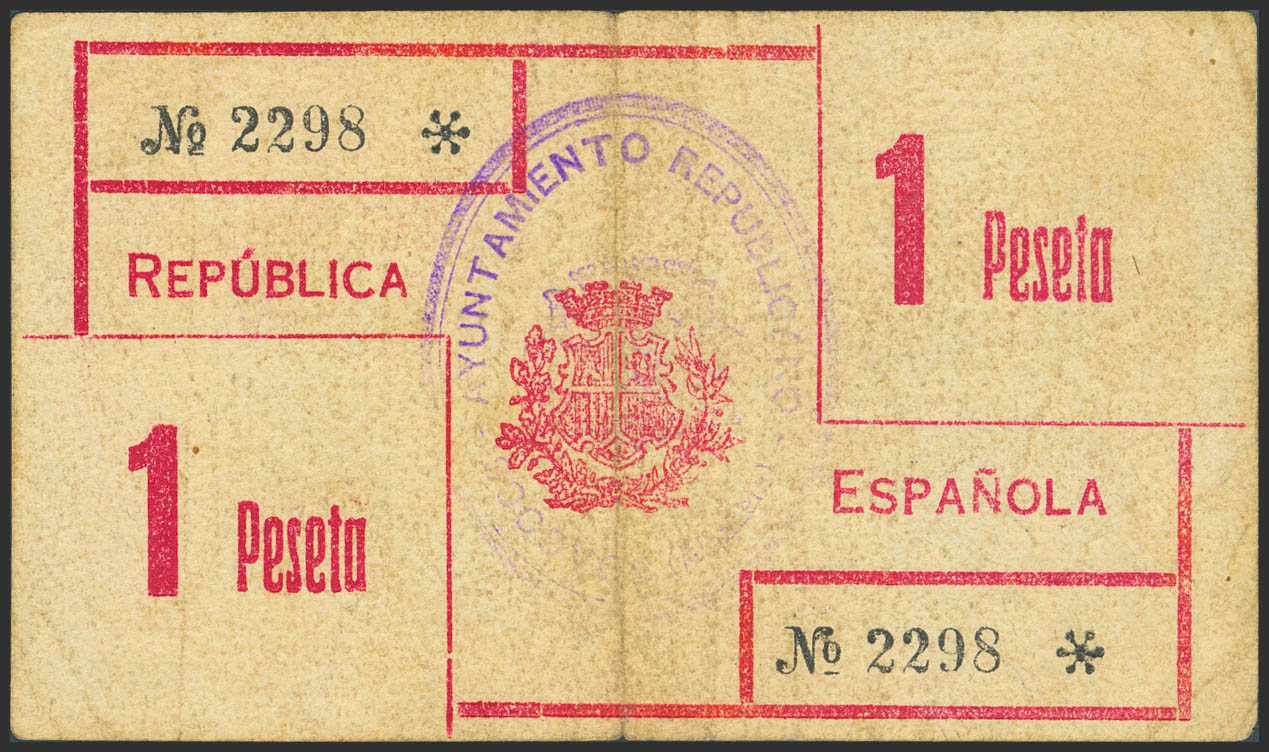 № 2298 *
REPÚBLICA
1 Peseta
AYUNTAMIENTO REPUBLICANO
1 Peseta
ESPAÑOLA
№ 2298 *